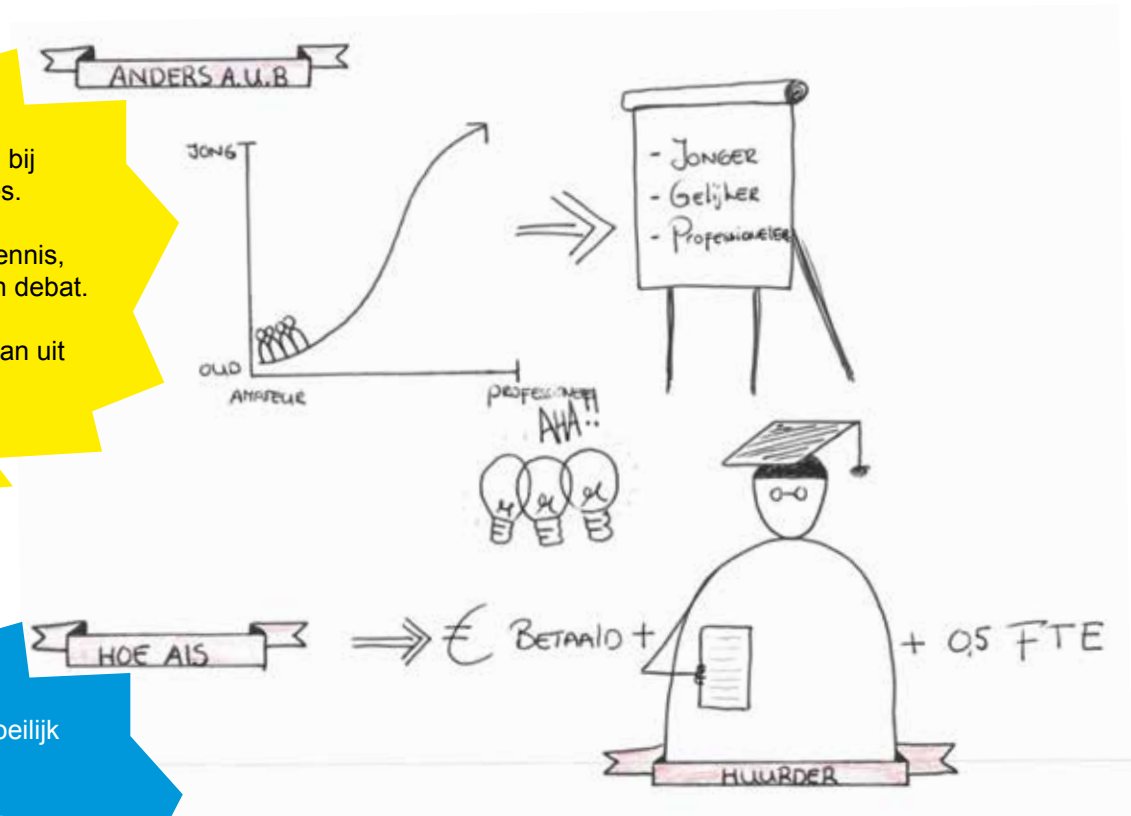 ANDERS A.U.B
bij
s.
ennis,
n debat.
an uit
JONG
OUD
AMATEUR
PROFESSIONEEL
- JONGER
- GelijkER
- ProfessionelER
AHA!!
HOE ALS
€ BETAALD +
+ 0,5 FTE
HUURDER
oeilijk